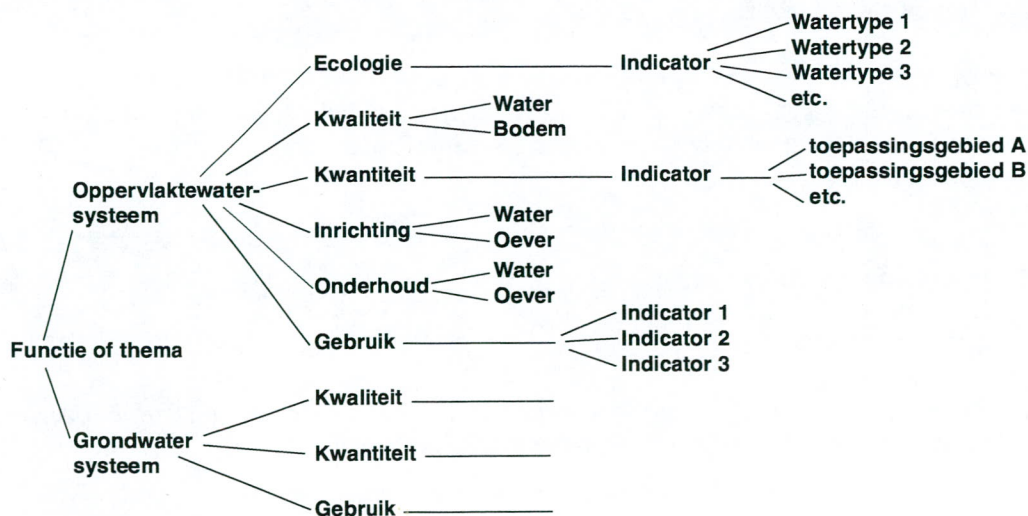 Watertype 1
Ecologie Indicator Watertype 2
Watertype 3
etc.
Kwaliteit Water
Bodem
toepassingsgebied A
Oppervlaktewater- Kwantiteit Indicator toepassingsgebied B
systeem etc.
Inrichting Water
Oever
Onderhoud Water
Oever
Indicator 1
Functie of thema Gebruik Indicator 2
Indicator 3
Kwaliteit
Grondwater Kwantiteit
systeem
Gebruik